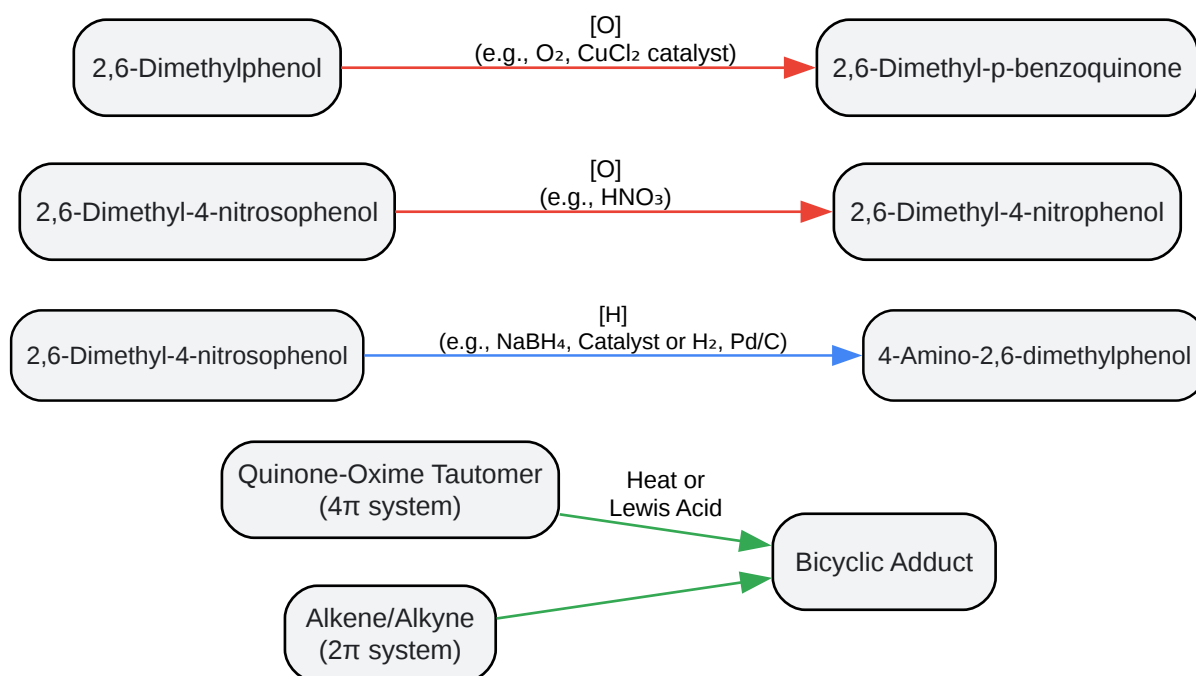 2,6-Dimethylphenol
[O]
(e.g., O₂, CuCl₂ catalyst)
2,6-Dimethyl-p-benzoquinone
2,6-Dimethyl-4-nitrosophenol
[O]
(e.g., HNO₃)
2,6-Dimethyl-4-nitrophenol
2,6-Dimethyl-4-nitrosophenol
[H]
(e.g., NaBH₄, Catalyst or H₂, Pd/C)
4-Amino-2,6-dimethylphenol
Quinone-Oxime Tautomer
(4π system)
Heat or
Lewis Acid
Bicyclic Adduct
Alkene/Alkyne
(2π system)